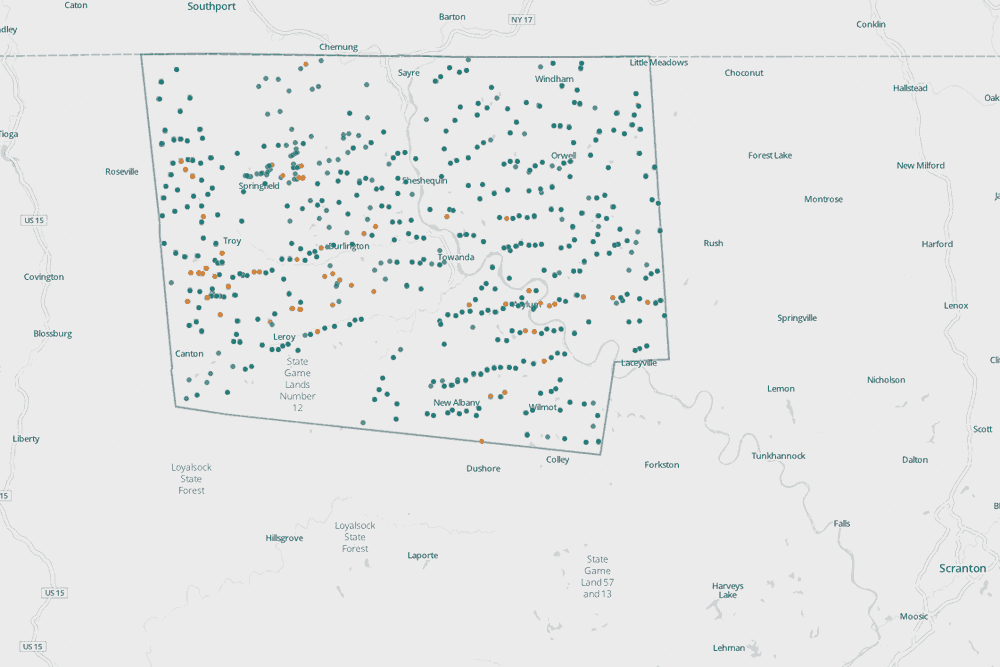 Caton
Southport
Barton
NY 17
Conklin
Chemung
Sayre
Windham
Little Meadows
Choconut
Hallstead
Roseville
Springfield
Sheshequin
Orwell
Forest Lake
New Milford
Montrose
US 15
Troy
Burlington
Towanda
Rush
Harford
Covington
Asylum
Springville
Lenox
Blossburg
Leroy
Canton
State
Game
Lands
Number
12
Laceyville
Lemon
Nicholson
New Albany
Wilmot
Liberty
Scott
Colley
Dushore
Forkston
Tunkhannock
Dalton
Loyalsock
State
Forest
15
Hillsgrove
Loyalsock
State
Forest
Laporte
Falls
State
Game
Land 57
and 13
Scranton
US 15
Harveys
Lake
Moosic
US 15
Lehman